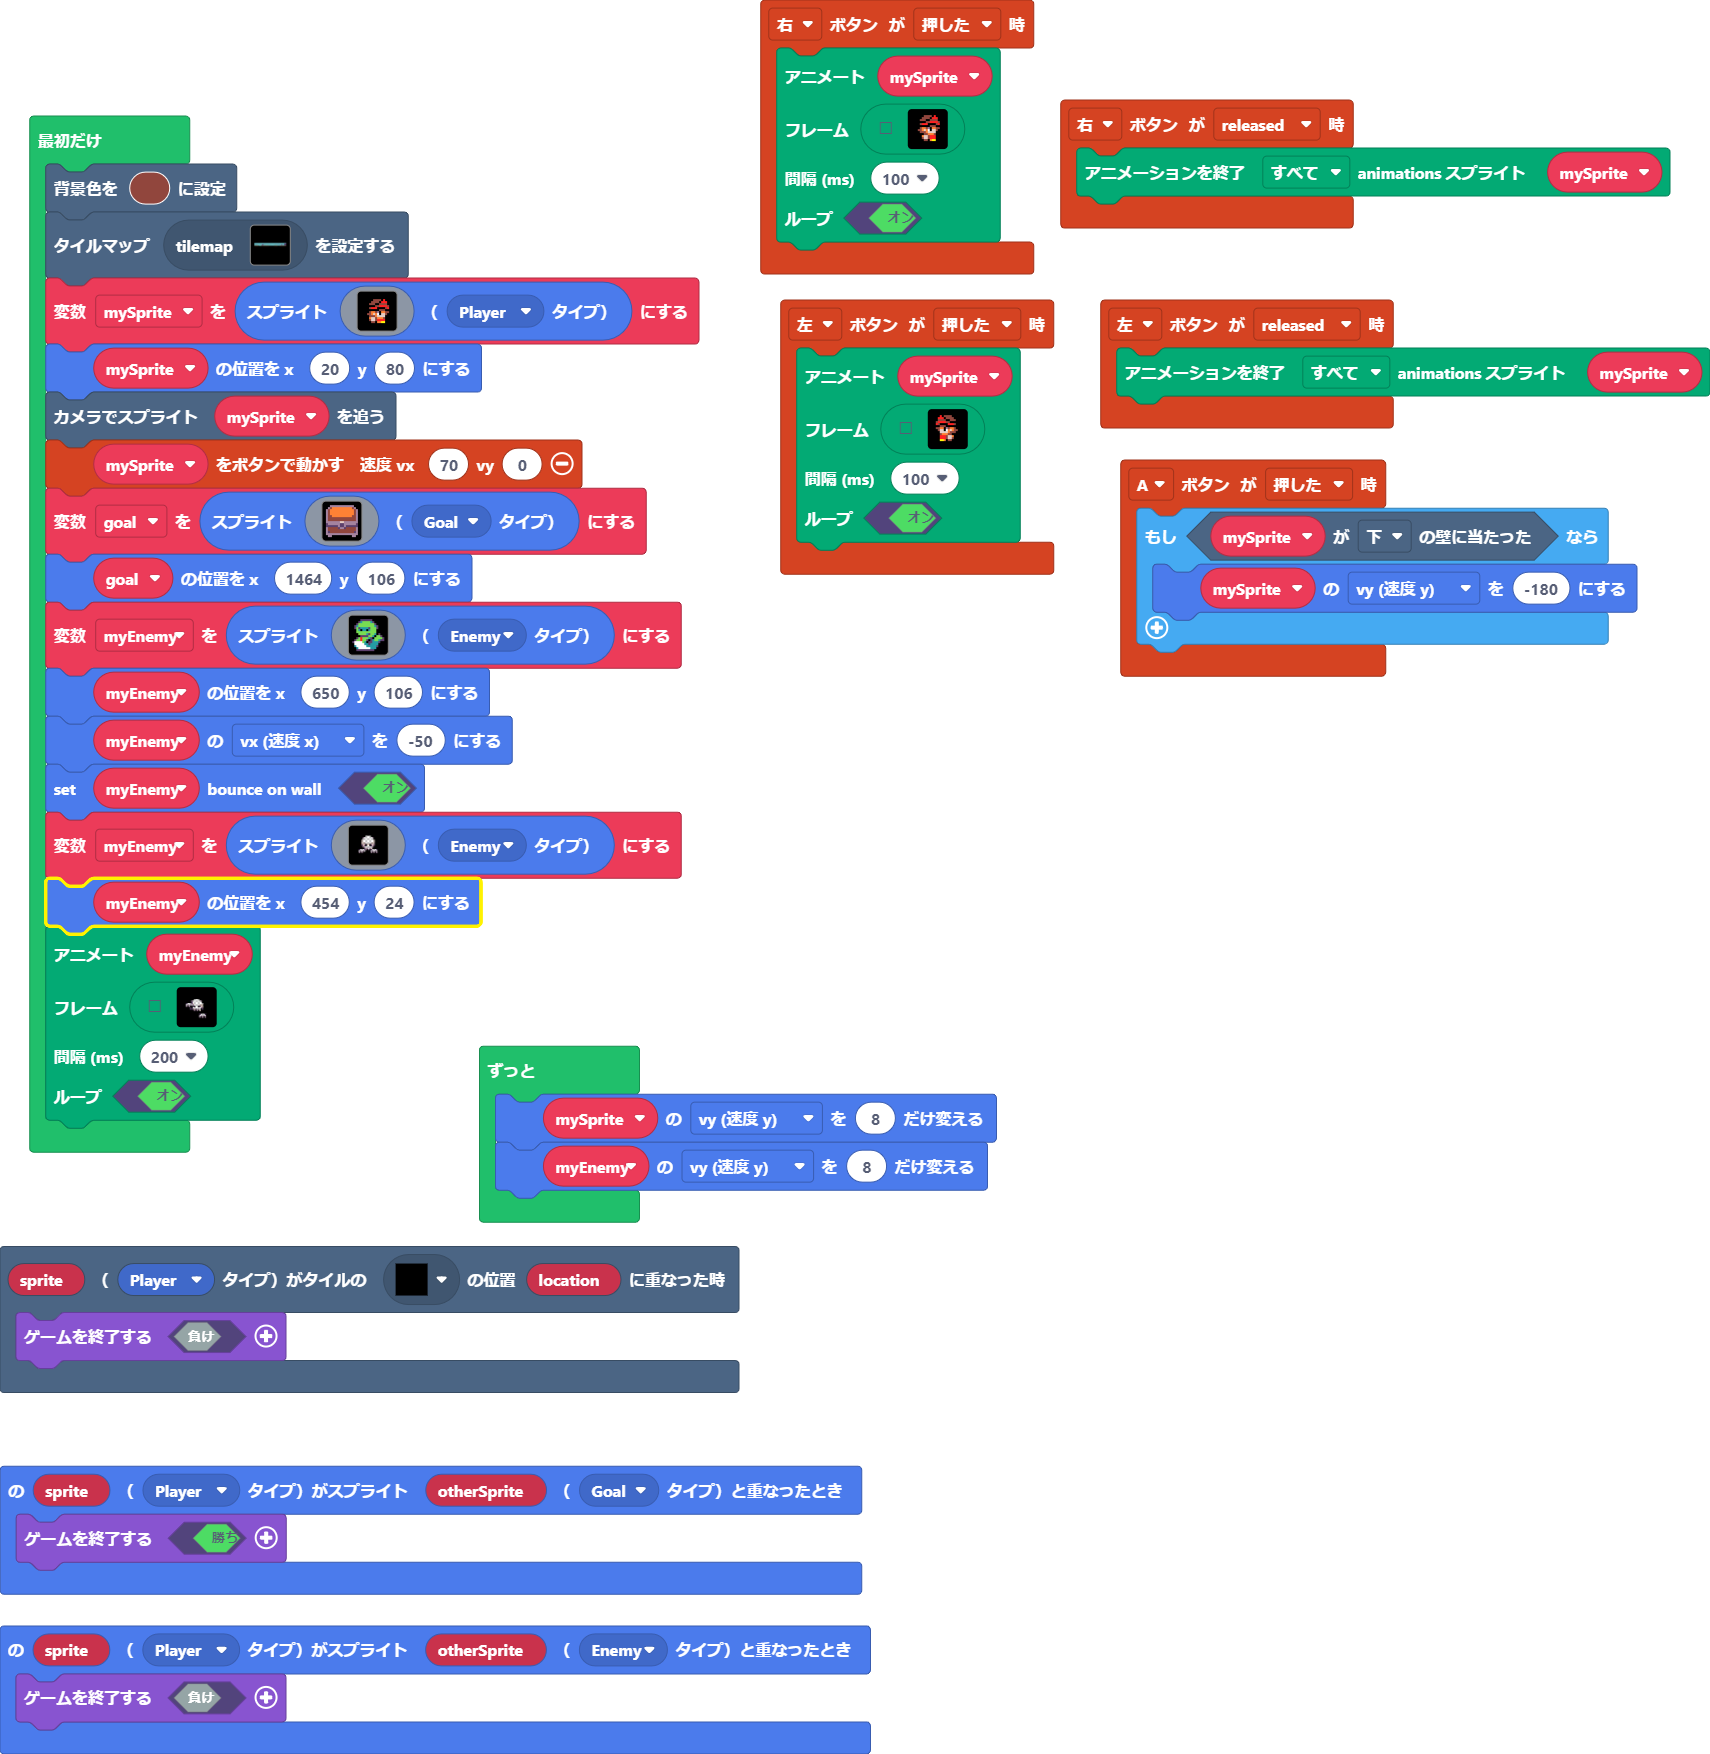 最初だけ
背景色を に設定
タイルマップ tilemap を設定する
変数 mySprite を スプライト ( Player タイプ) にする
mySprite の位置を x 20 y 80 にする
カメラでスプライト mySprite を追う
mySprite をボタンで動かす 速度 vx 70 vy 0
変数 goal を スプライト ( Goal タイプ) にする
goal の位置を x 1464 y 106 にする
変数 myEnemy を スプライト ( Enemy タイプ) にする
myEnemy の位置を x 650 y 106 にする
myEnemy の vx (速度 x) を -50 にする
set myEnemy bounce on wall オン
変数 myEnemy を スプライト ( Enemy タイプ) にする
myEnemy の位置を x 454 y 24 にする
アニメート myEnemy
フレーム
間隔 (ms) 200
ループ オン
右 ボタン が 押した 時
アニメート mySprite
フレーム
間隔 (ms) 100
ループ オン
右 ボタン が released 時
アニメーションを終了 すべて animations スプライト mySprite
左 ボタン が 押した 時
アニメート mySprite
フレーム
間隔 (ms) 100
ループ オン
左 ボタン が released 時
アニメーションを終了 すべて animations スプライト mySprite
A ボタン が 押した 時
もし mySprite が 下 の壁に当たった なら
mySprite の vy (速度 y) を -180 にする
ずっと
mySprite の vy (速度 y) を 8 だけ変える
myEnemy の vy (速度 y) を 8 だけ変える
sprite ( Player タイプ) がタイルの の位置 location に重なった時
ゲームを終了する 負け
の sprite ( Player タイプ) がスプライト otherSprite ( Goal タイプ) と重なったとき
ゲームを終了する 勝ち
の sprite ( Player タイプ) がスプライト otherSprite ( Enemy タイプ) と重なったとき
ゲームを終了する 負け